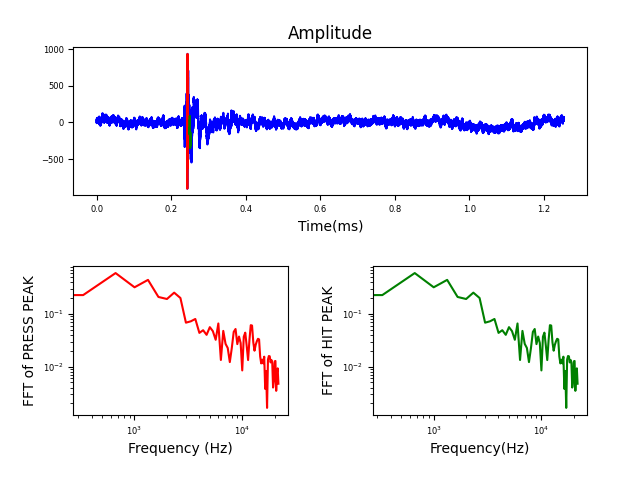 Amplitude
1000
500
0
−500
0.0 0.2 0.4 0.6 0.8 1.0 1.2
Time(ms)
FFT of PRESS PEAK
10⁻¹
10⁻²
10³ 10⁴
Frequency (Hz)
FFT of HIT PEAK
10⁻¹
10⁻²
10³ 10⁴
Frequency(Hz)